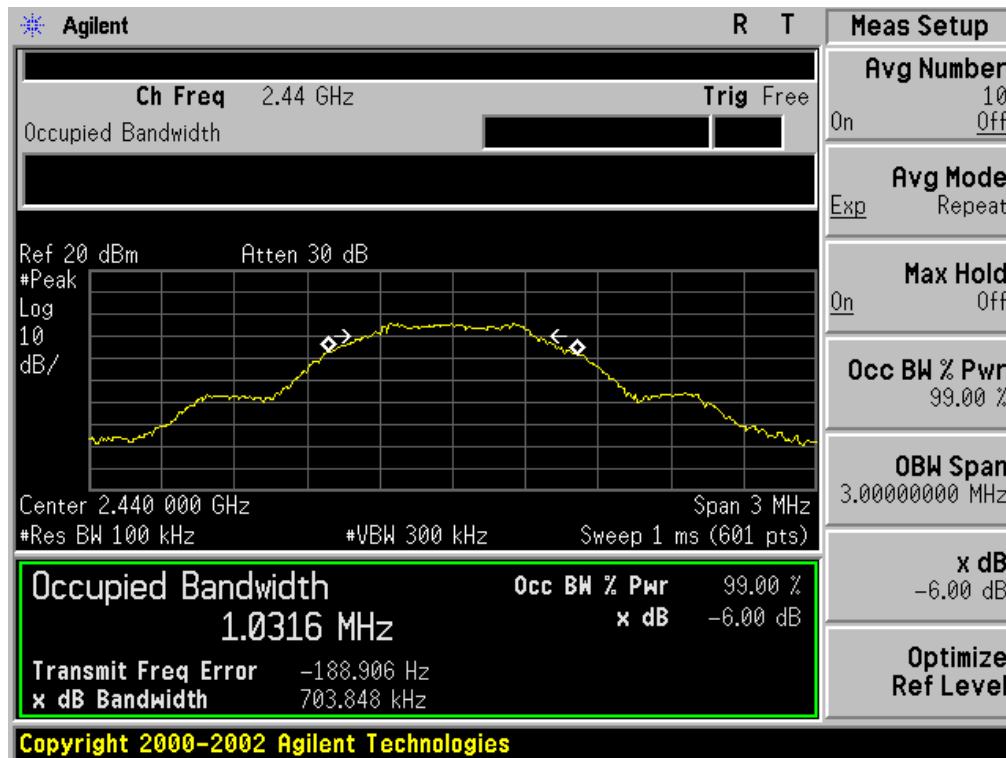 Agilent R T
Ch Freq 2.44 GHz Trig Free
Occupied Bandwidth
Ref 20 dBm Atten 30 dB
#Peak
Log
10
dB/
Center 2.440 000 GHz Span 3 MHz
#Res BW 100 kHz #VBW 300 kHz Sweep 1 ms (601 pts)
Occupied Bandwidth Occ BW % Pwr 99.00 %
1.0316 MHz x dB -6.00 dB
Transmit Freq Error -188.906 Hz
x dB Bandwidth 703.848 kHz
Copyright 2000-2002 Agilent Technologies
Meas Setup
Avg Number
10
On Off
Avg Mode
Exp Repeat
Max Hold
On Off
Occ BW % Pwr
99.00 %
OBW Span
3.00000000 MHz
x dB
-6.00 dB
Optimize
Ref Level